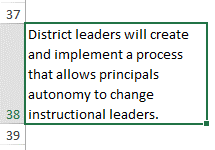 37
District leaders will create
and implement a process
that allows principals
autonomy to change
38 instructional leaders.
39